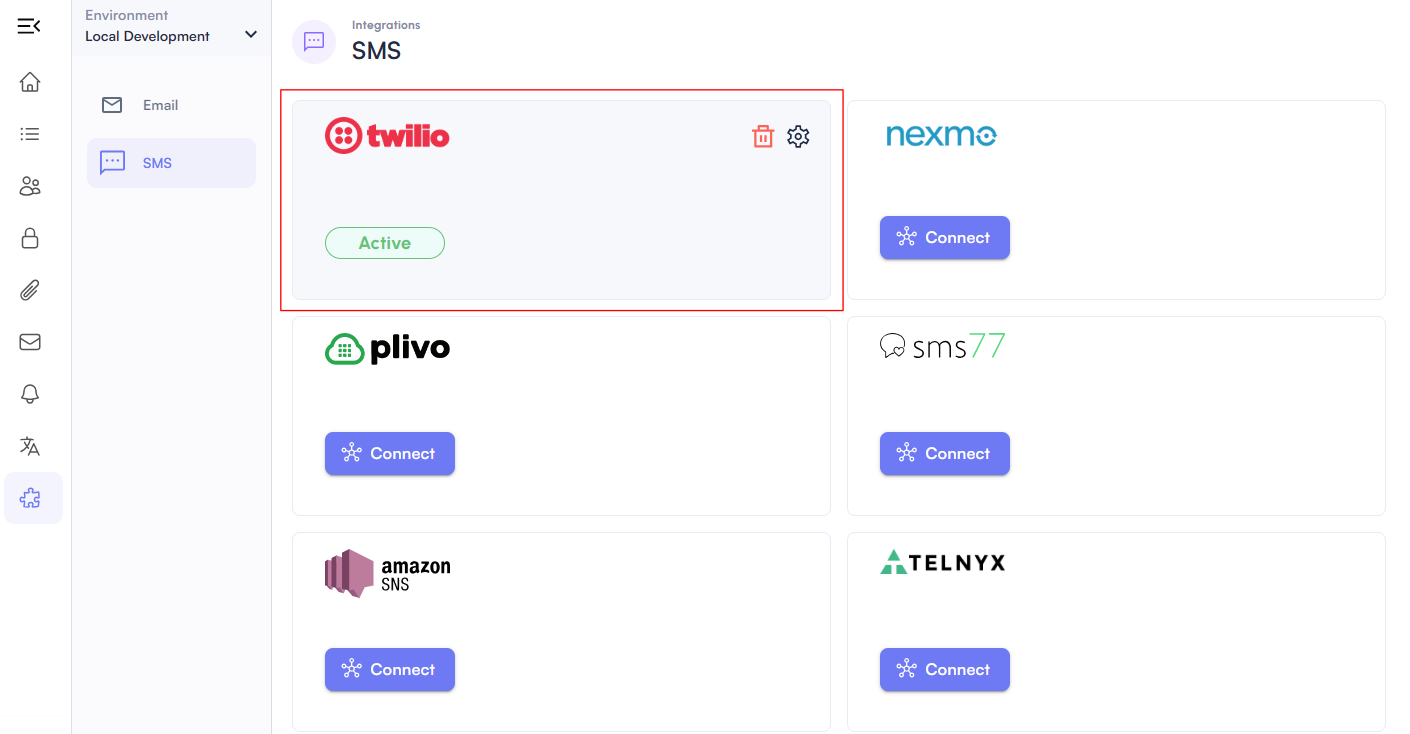 Environment
Local Development
Email
SMS
Integrations
SMS
twilio
Active
nexmo
Connect
plivo
Connect
sms77
Connect
amazon
SNS
Connect
TELNYX
Connect